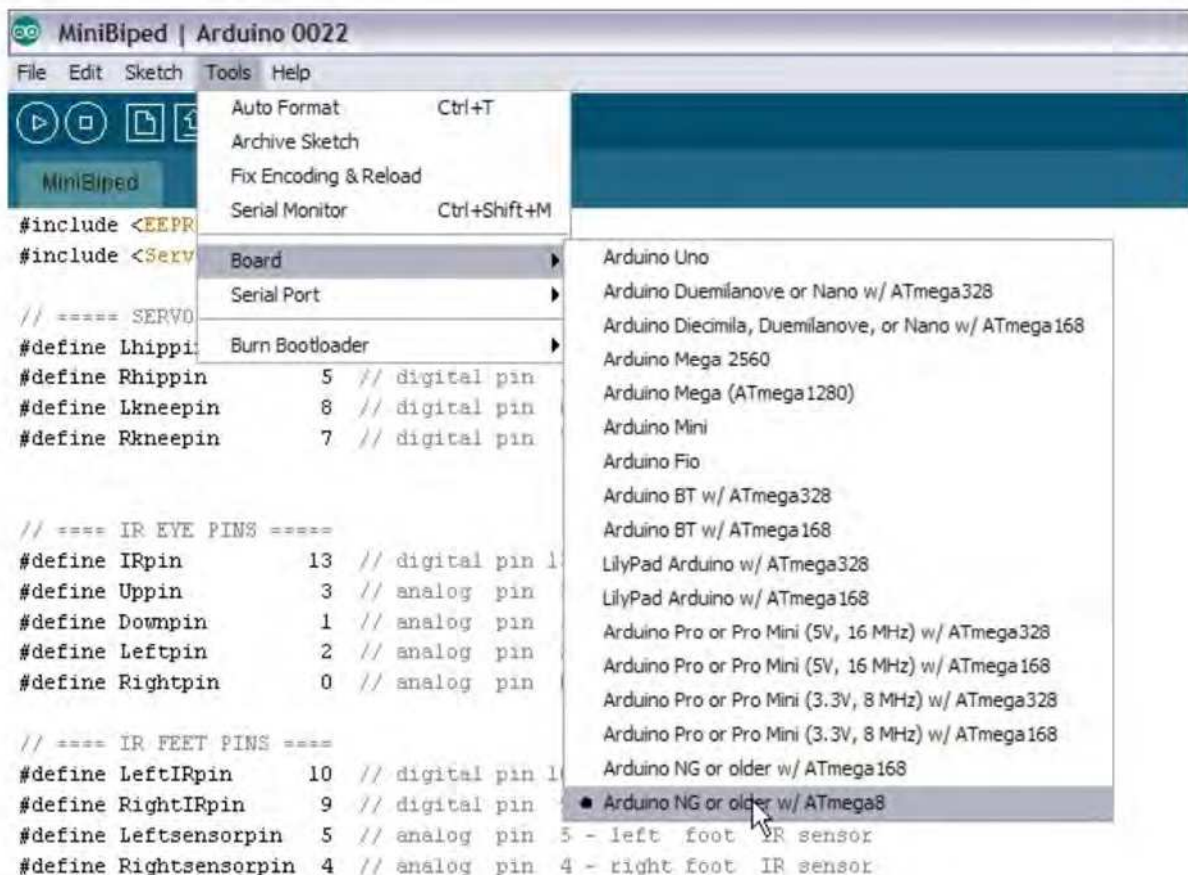 MiniBiped | Arduino 0022
File Edit Sketch Tools Help
MiniBiped
Auto Format Ctrl+T
Archive Sketch
Fix Encoding & Reload
Serial Monitor Ctrl+Shift+M
Board
Serial Port
Burn Bootloader
Arduino Uno
Arduino Duemilanove or Nano w/ ATmega328
Arduino Diecimila, Duemilanove, or Nano w/ ATmega168
Arduino Mega 2560
Arduino Mega (ATmega1280)
Arduino Mini
Arduino Fio
Arduino BT w/ ATmega328
Arduino BT w/ ATmega168
LilyPad Arduino w/ ATmega328
LilyPad Arduino w/ ATmega168
Arduino Pro or Pro Mini (5V, 16 MHz) w/ ATmega328
Arduino Pro or Pro Mini (5V, 16 MHz) w/ ATmega168
Arduino Pro or Pro Mini (3.3V, 8 MHz) w/ ATmega328
Arduino Pro or Pro Mini (3.3V, 8 MHz) w/ ATmega168
Arduino NG or older w/ ATmega168
Arduino NG or older w/ ATmega8
#include <EEPR
#include <Serv
// ===== SERVO
#define Lhippi
#define Rhippin 5 // digital pin
#define Lkneepin 8 // digital pin
#define Rkneepin 7 // digital pin
// ==== IR EYE PINS =====
#define IRpin 13 // digital pin 1
#define Uppin 3 // analog pin
#define Downpin 1 // analog pin
#define Leftpin 2 // analog pin
#define Rightpin 0 // analog pin
// ==== IR FEET PINS ====
#define LeftIRpin 10 // digital pin 1
#define RightIRpin 9 // digital pin
#define Leftsensorpin 5 // analog pin 5 - left foot IR sensor
#define Rightsensorpin 4 // analog pin 4 - right foot IR sensor